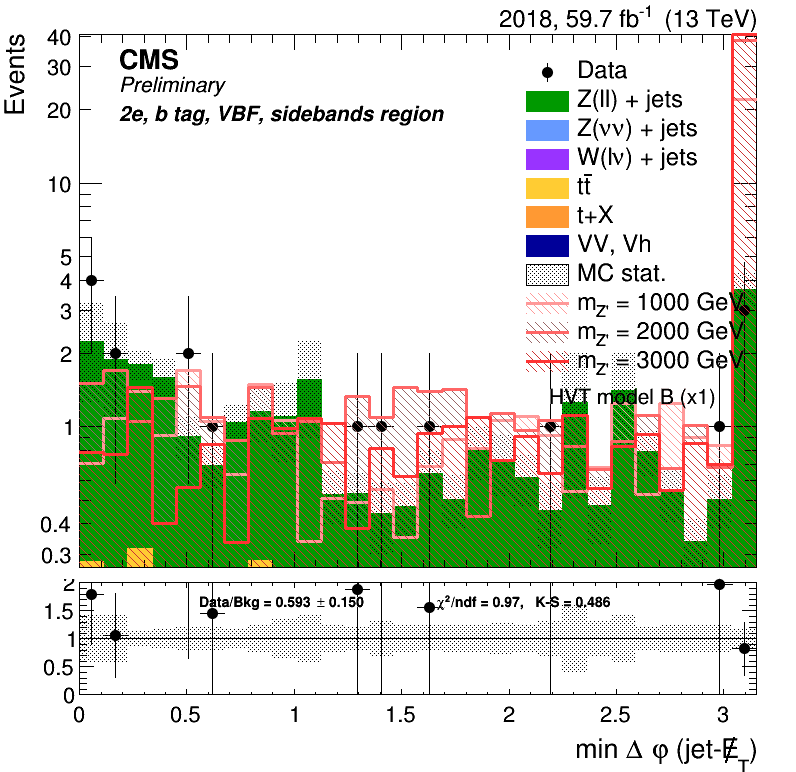 2018, 59.7 fb⁻¹ (13 TeV)
Events
CMS
Preliminary
2e, b tag, VBF, sidebands region
Data
Z(ll) + jets
Z(νν) + jets
W(lν) + jets
tt̄
t+X
VV, Vh
MC stat.
m_Z' = 1000 GeV
m_Z' = 2000 GeV
m_Z' = 3000 GeV
HVT model B (x1)
40
30
20
10
5
4
3
2
1
0.4
0.3
Data/Bkg = 0.593 ± 0.150
χ²/ndf = 0.97, K-S = 0.486
2
1.5
1
0.5
0
0 0.5 1 1.5 2 2.5 3
min Δ φ (jet-E̸_T)